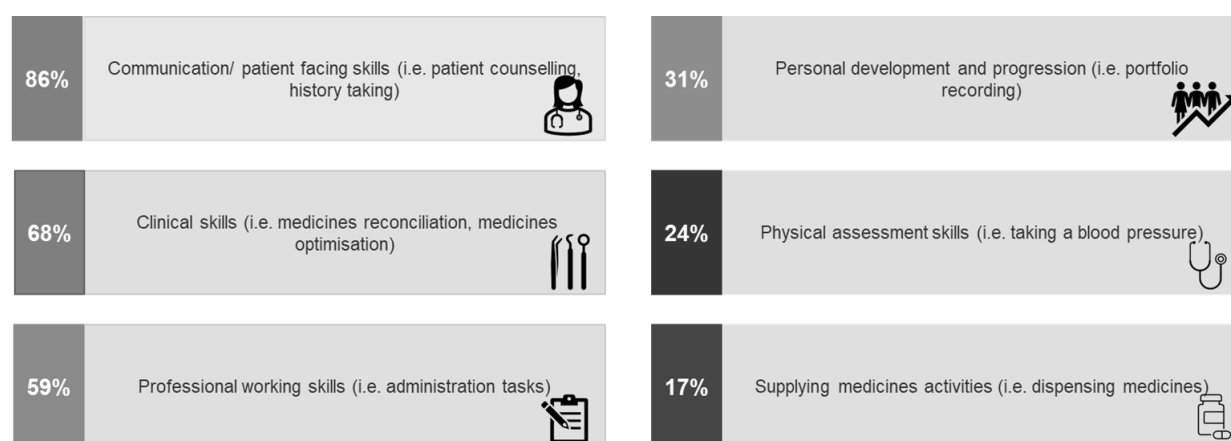 86%
Communication/ patient facing skills (i.e. patient counselling,
history taking)
68%
Clinical skills (i.e. medicines reconciliation, medicines
optimisation)
59%
Professional working skills (i.e. administration tasks)
31%
Personal development and progression (i.e. portfolio
recording)
24%
Physical assessment skills (i.e. taking a blood pressure)
17%
Supplying medicines activities (i.e. dispensing medicines)